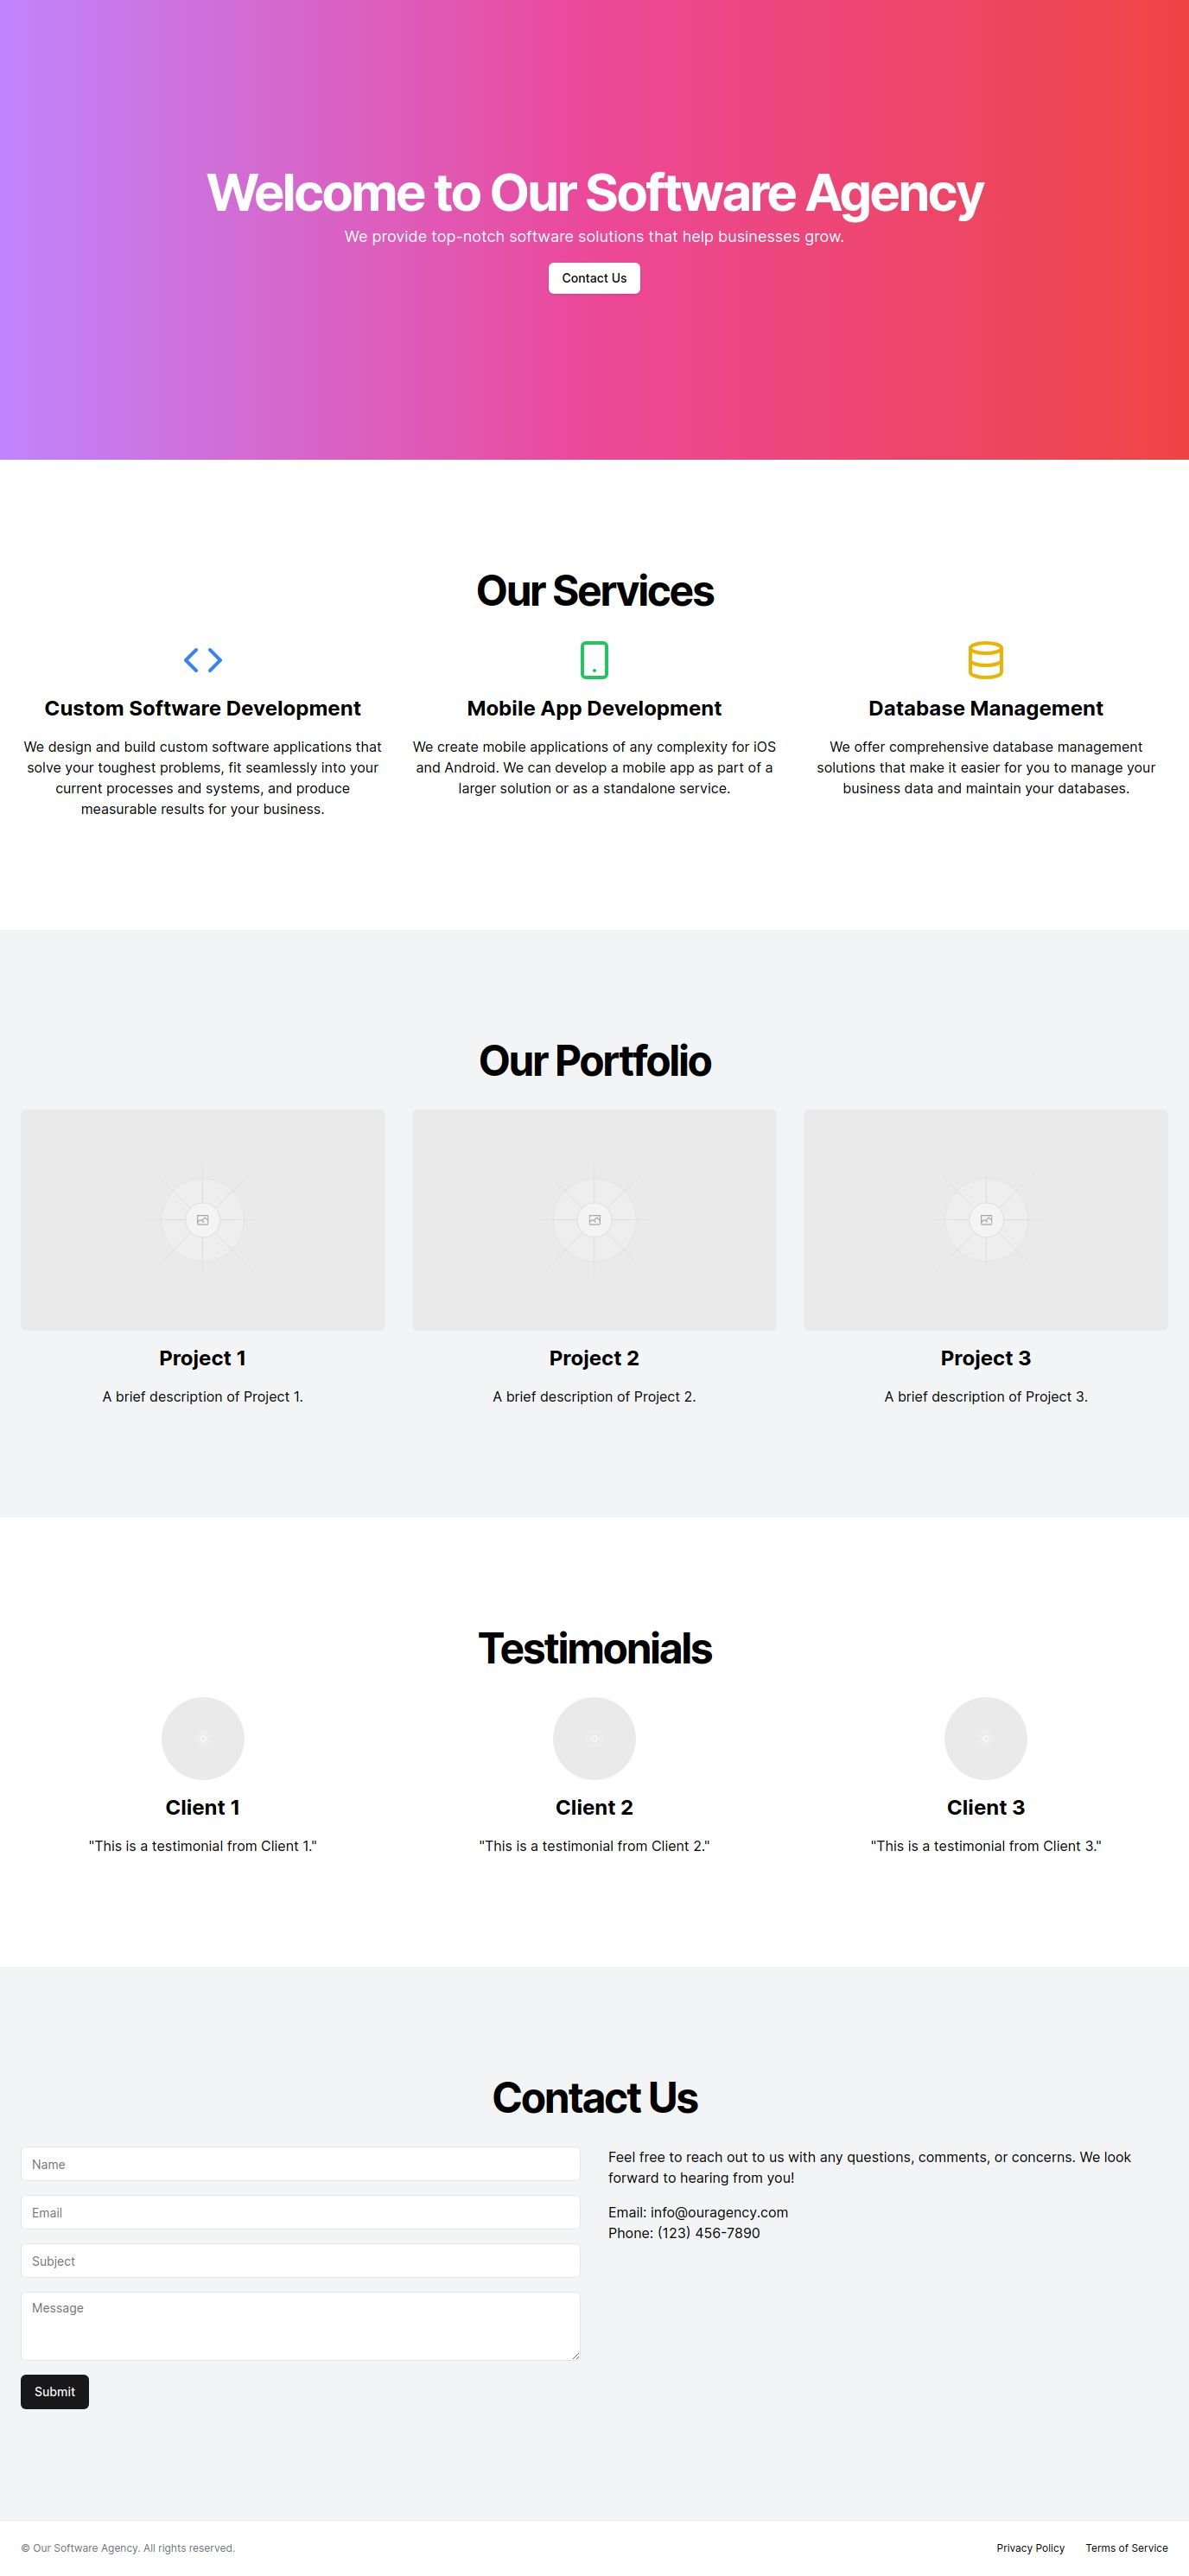 Welcome to Our Software Agency
We provide top-notch software solutions that help businesses grow.
Contact Us
Our Services
Custom Software Development
We design and build custom software applications that
solve your toughest problems, fit seamlessly into your
current processes and systems, and produce
measurable results for your business.
Mobile App Development
We create mobile applications of any complexity for iOS
and Android. We can develop a mobile app as part of a
larger solution or as a standalone service.
Database Management
We offer comprehensive database management
solutions that make it easier for you to manage your
business data and maintain your databases.
Our Portfolio
Project 1
A brief description of Project 1.
Project 2
A brief description of Project 2.
Project 3
A brief description of Project 3.
Testimonials
Client 1
"This is a testimonial from Client 1."
Client 2
"This is a testimonial from Client 2."
Client 3
"This is a testimonial from Client 3."
Contact Us
Name
Email
Subject
Message
Submit
Feel free to reach out to us with any questions, comments, or concerns. We look
forward to hearing from you!
Email: info@ouragency.com
Phone: (123) 456-7890
© Our Software Agency. All rights reserved.
Privacy Policy
Terms of Service